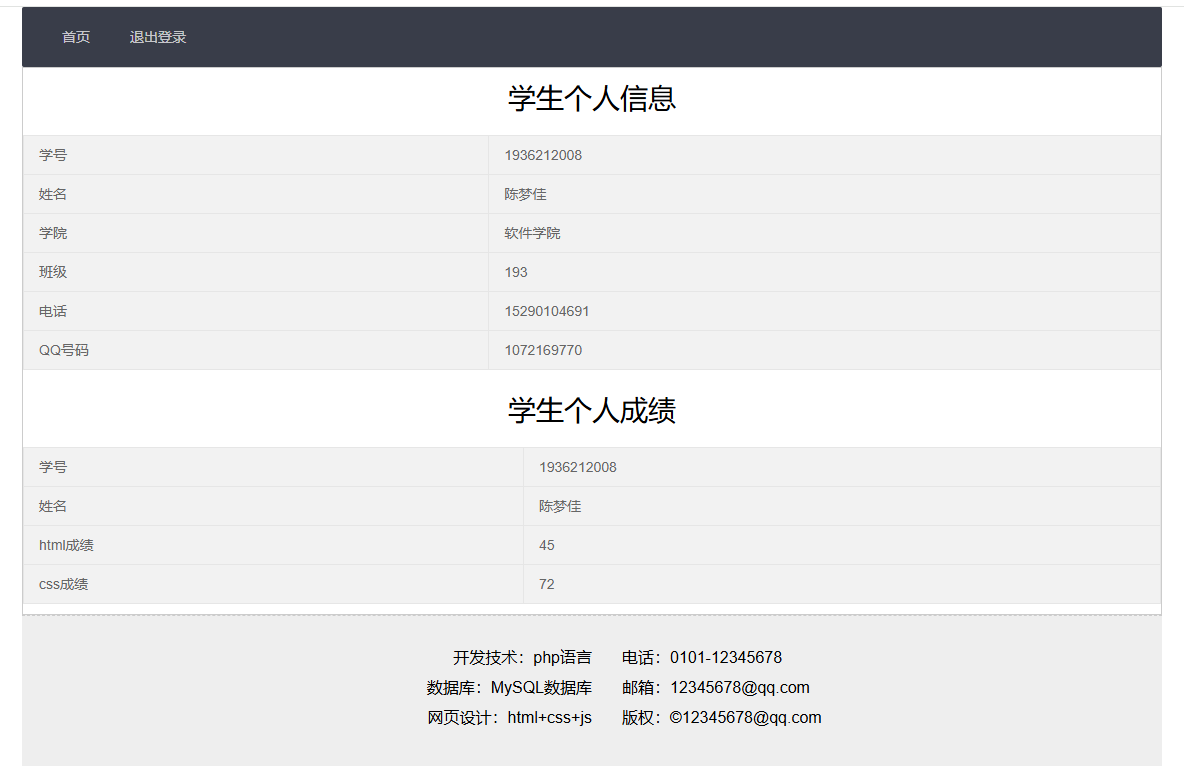 首页 退出登录
学生个人信息
学号 1936212008
姓名 陈梦佳
学院 软件学院
班级 193
电话 15290104691
QQ号码 1072169770
学生个人成绩
学号 1936212008
姓名 陈梦佳
html成绩 45
css成绩 72
开发技术：php语言 电话：0101-12345678
数据库：MySQL数据库 邮箱：12345678@qq.com
网页设计：html+css+js 版权：©12345678@qq.com